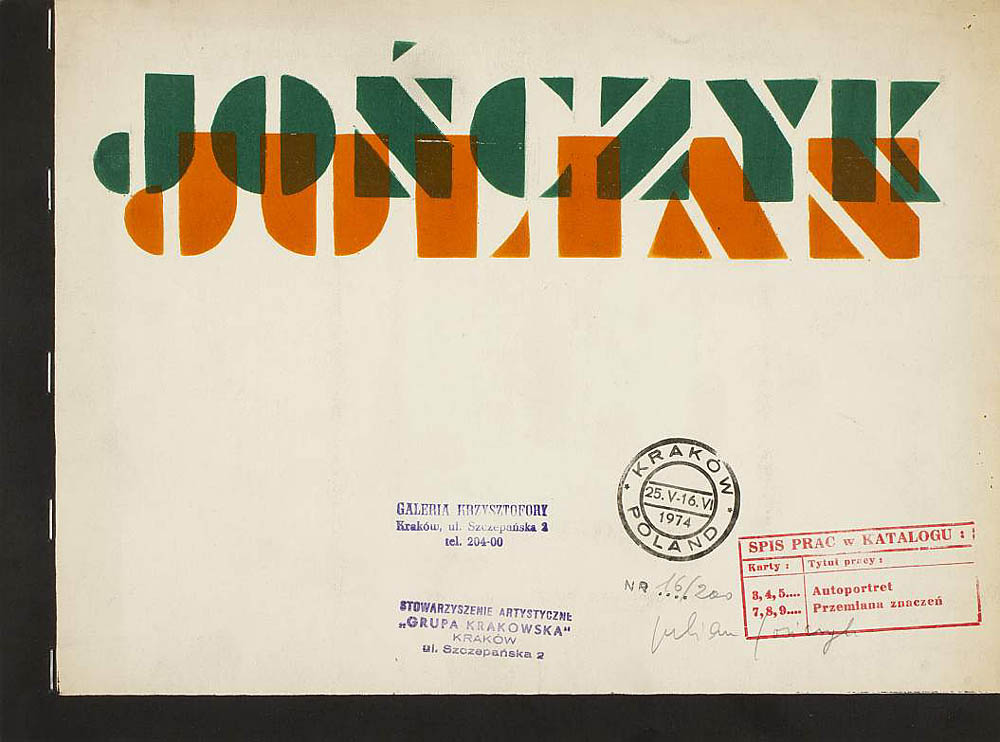 JOŃCZYK
JULIAN
GALERIA KRZYSZTOFORY
Kraków, ul. Szczepańska 2
tel. 204-00
STOWARZYSZENIE ARTYSTYCZNE
„GRUPA KRAKOWSKA"
KRAKÓW
ul. Szczepańska 2
* KRAKÓW *
25. V-16. VI
1974
POLAND
NR 16/200
julian jończyk
SPIS PRAC w KATALOGU :
Karty : Tytuł pracy :
3,4,5.... Autoportret
7,8,9.... Przemiana znaczeń